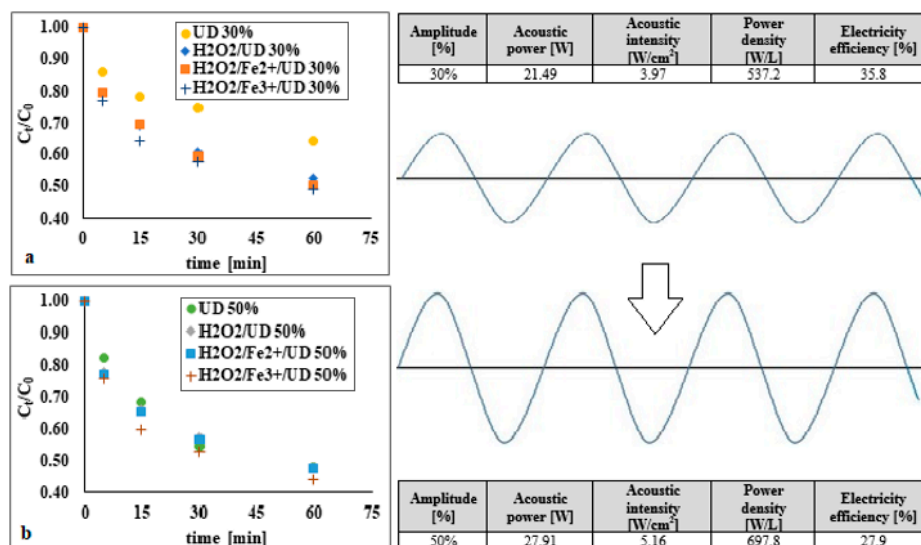 1.00
0.90
0.80
0.70
0.60
0.50
0.40
Ct/C0
UD 30%
H2O2/UD 30%
H2O2/Fe2+/UD 30%
H2O2/Fe3+/UD 30%
0 15 30 45 60 75
time [min]
a
Amplitude [%] Acoustic power [W] Acoustic intensity [W/cm²] Power density [W/L] Electricity efficiency [%]
30% 21.49 3.97 537.2 35.8
1.00
0.90
0.80
0.70
0.60
0.50
0.40
Ct/C0
UD 50%
H2O2/UD 50%
H2O2/Fe2+/UD 50%
H2O2/Fe3+/UD 50%
0 15 30 45 60 75
time [min]
b
Amplitude [%] Acoustic power [W] Acoustic intensity [W/cm²] Power density [W/L] Electricity efficiency [%]
50% 27.91 5.16 697.8 27.9